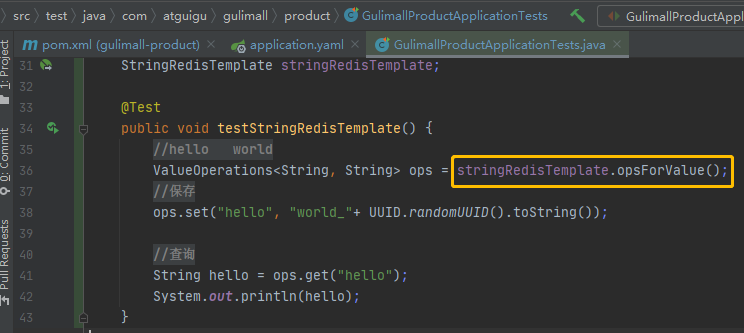 src › test › java › com › atguigu › gulimall › product › GulimallProductApplicationTests GulimallProductAppl
pom.xml (gulimall-product) × application.yaml × GulimallProductApplicationTests.java ×
1: Project
0: Commit
Pull Requests
31 StringRedisTemplate stringRedisTemplate;
32
33 @Test
34 public void testStringRedisTemplate() {
35 //hello world
36 ValueOperations<String, String> ops = stringRedisTemplate.opsForValue();
37 //保存
38 ops.set("hello", "world_"+ UUID.randomUUID().toString());
39
40 //查询
41 String hello = ops.get("hello");
42 System.out.println(hello);
43 }